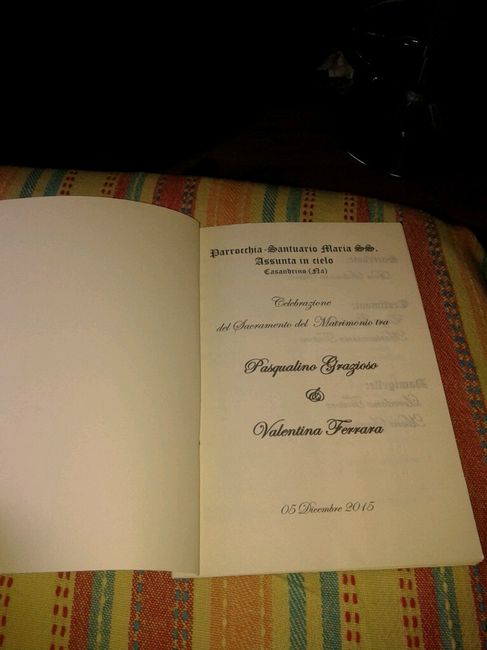 Parrocchia-Santuario Maria SS.
Assunta in cielo
Casandrino (Na)
Celebrazione
del Sacramento del Matrimonio tra
Pasqualino Grazioso
&
Valentina Ferrara
05 Dicembre 2015